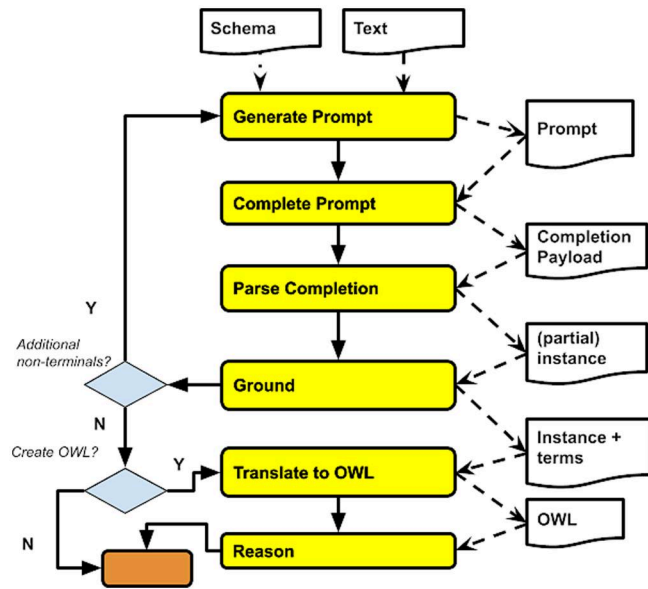 Schema
Text
Generate Prompt
Prompt
Complete Prompt
Completion
Payload
Parse Completion
Y
(partial)
instance
Additional
non-terminals?
Ground
N
Instance +
terms
Create OWL?
Y
Translate to OWL
OWL
N
Reason